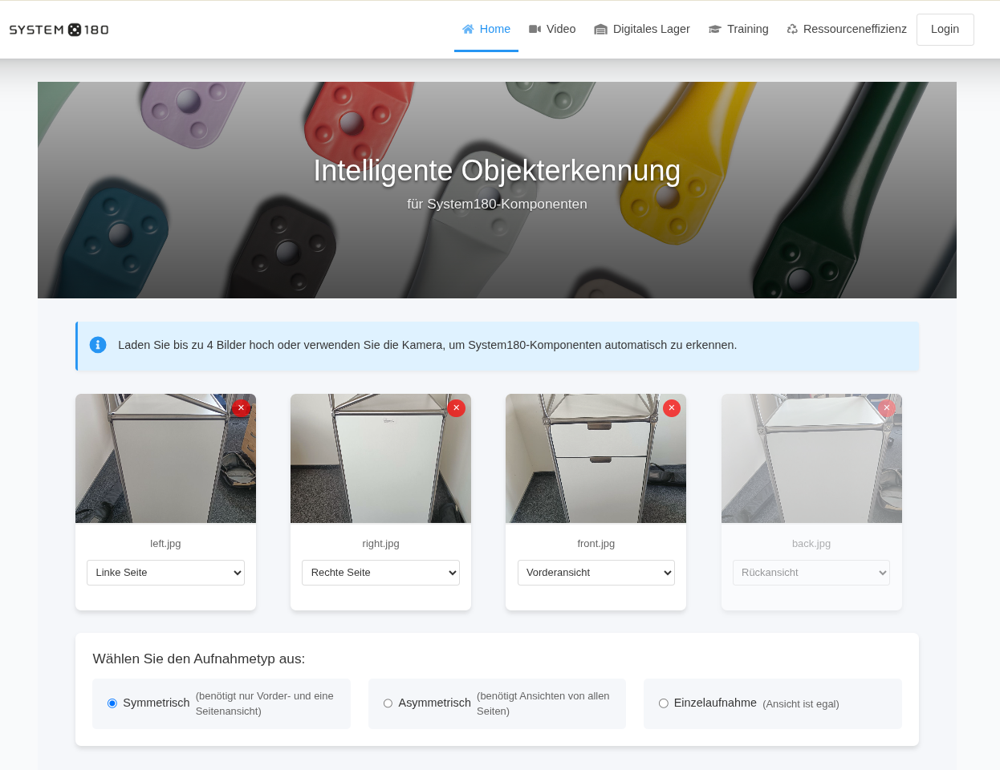 SYSTEM 180
Home
Video
Digitales Lager
Training
Ressourceneffizienz
Login
Intelligente Objekterkennung
für System180-Komponenten
Laden Sie bis zu 4 Bilder hoch oder verwenden Sie die Kamera, um System180-Komponenten automatisch zu erkennen.
left.jpg
Linke Seite
right.jpg
Rechte Seite
front.jpg
Vorderansicht
back.jpg
Rückansicht
Wählen Sie den Aufnahmetyp aus:
Symmetrisch
(benötigt nur Vorder- und eine
Seitenansicht)
Asymmetrisch
(benötigt Ansichten von allen
Seiten)
Einzelaufnahme
(Ansicht ist egal)